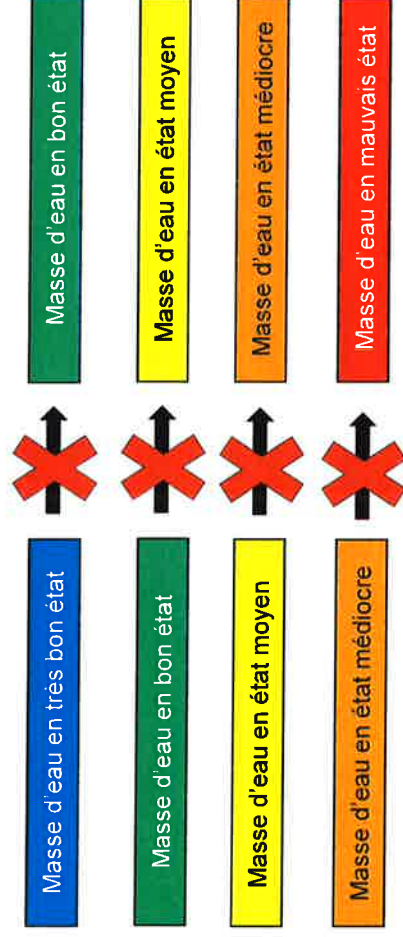 Masse d'eau en très bon état
Masse d'eau en bon état
Masse d'eau en bon état
Masse d'eau en état moyen
Masse d'eau en état moyen
Masse d'eau en état médiocre
Masse d'eau en état médiocre
Masse d'eau en mauvais état